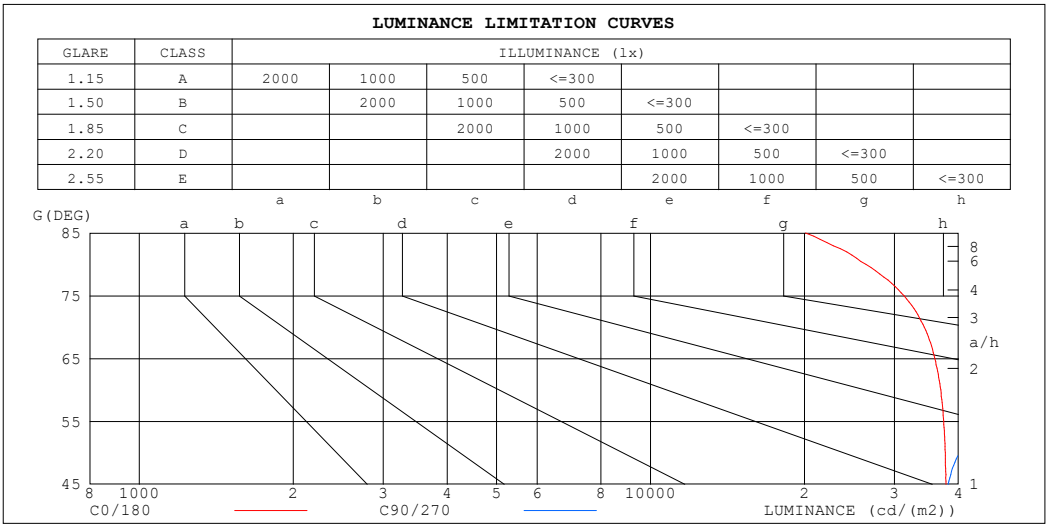 LUMINANCE LIMITATION CURVES
GLARE CLASS ILLUMINANCE (lx)
1.15 A 2000 1000 500 <=300
1.50 B 2000 1000 500 <=300
1.85 C 2000 1000 500 <=300
2.20 D 2000 1000 500 <=300
2.55 E 2000 1000 500 <=300
a b c d e f g h
G(DEG)
a b c d e f g h
85
8
6
75
4
3
a/h
65
2
55
45 1
8 1000 2 3 4 5 6 8 10000 2 3 4
C0/180 C90/270 LUMINANCE (cd/(m2))